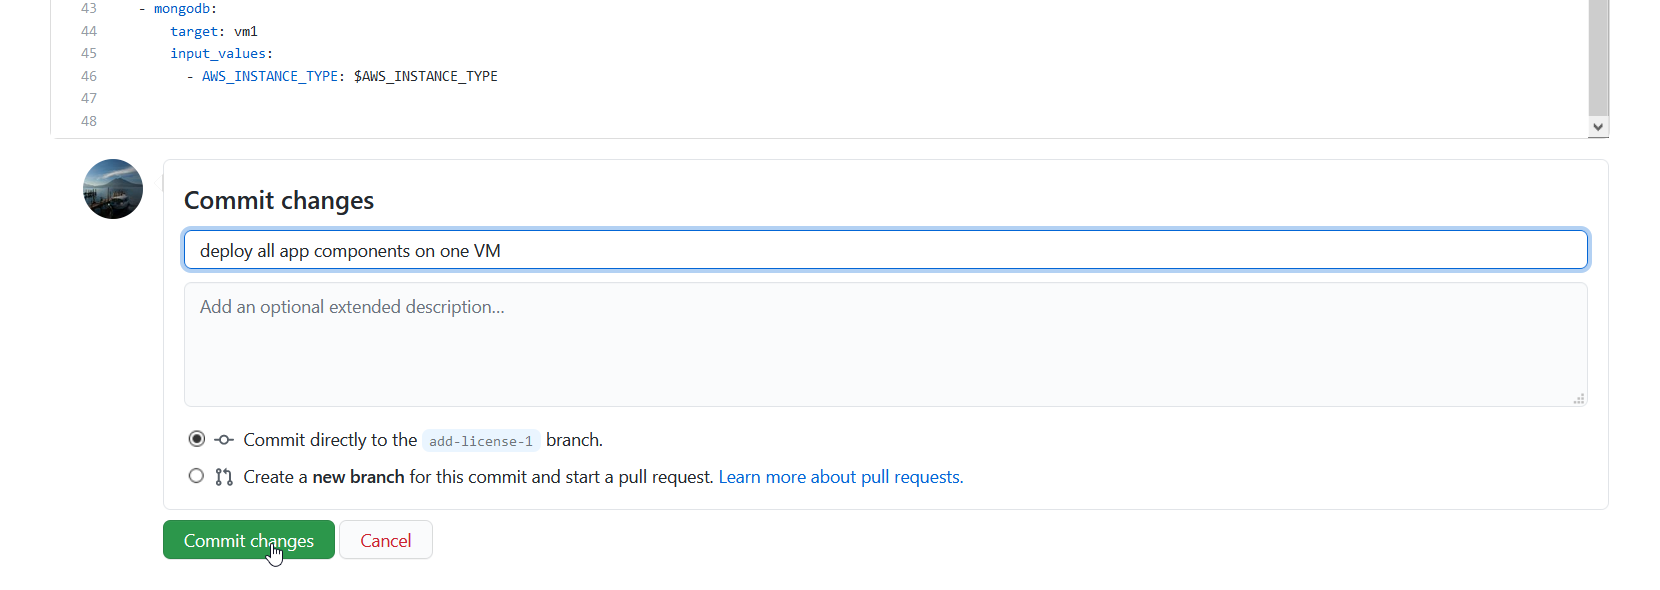 43 - mongodb:
44 target: vm1
45 input_values:
46 - AWS_INSTANCE_TYPE: $AWS_INSTANCE_TYPE
47
48
Commit changes
deploy all app components on one VM
Add an optional extended description...
Commit directly to the add-license-1 branch.
Create a new branch for this commit and start a pull request. Learn more about pull requests.
Commit changes Cancel